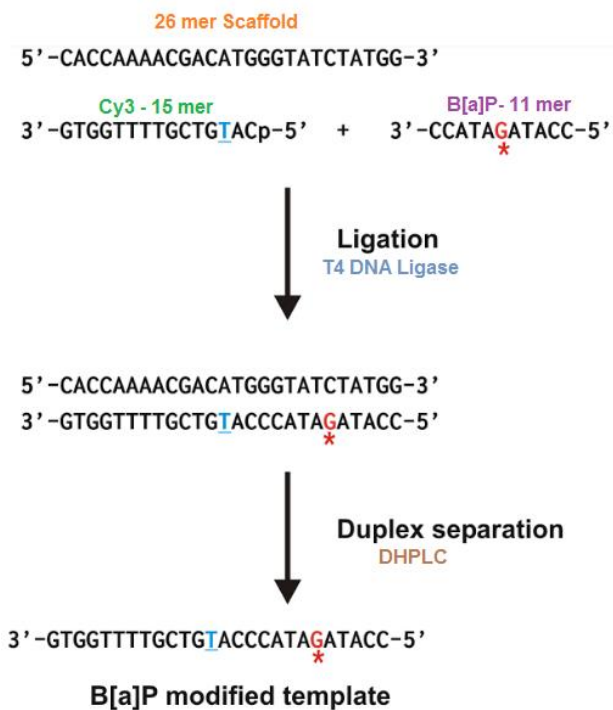 26 mer Scaffold
5'-CACCAAAACGACATGGGTATCTATGG-3'
Cy3 - 15 mer B[a]P- 11 mer
3'-GTGGTTTTGCTGTACp-5' + 3'-CCATAGATACC-5'
*
Ligation
T4 DNA Ligase
5'-CACCAAAACGACATGGGTATCTATGG-3'
3'-GTGGTTTTGCTGTACCCATAGATACC-5'
*
Duplex separation
DHPLC
3'-GTGGTTTTGCTGTACCCATAGATACC-5'
*
B[a]P modified template